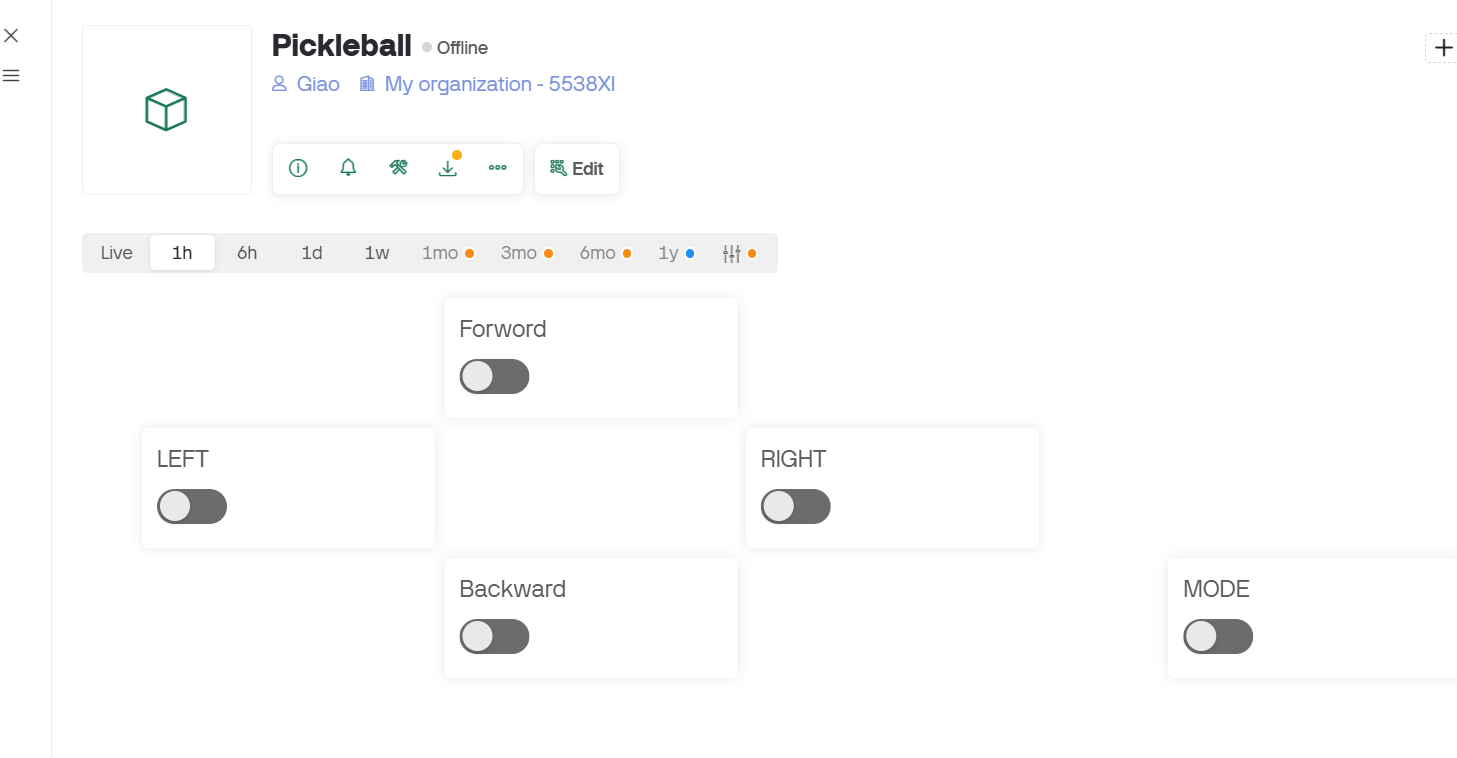 Pickleball Offline
Giao My organization - 5538XI
Edit
Live 1h 6h 1d 1w 1mo 3mo 6mo 1y
Forword
LEFT RIGHT
Backward MODE